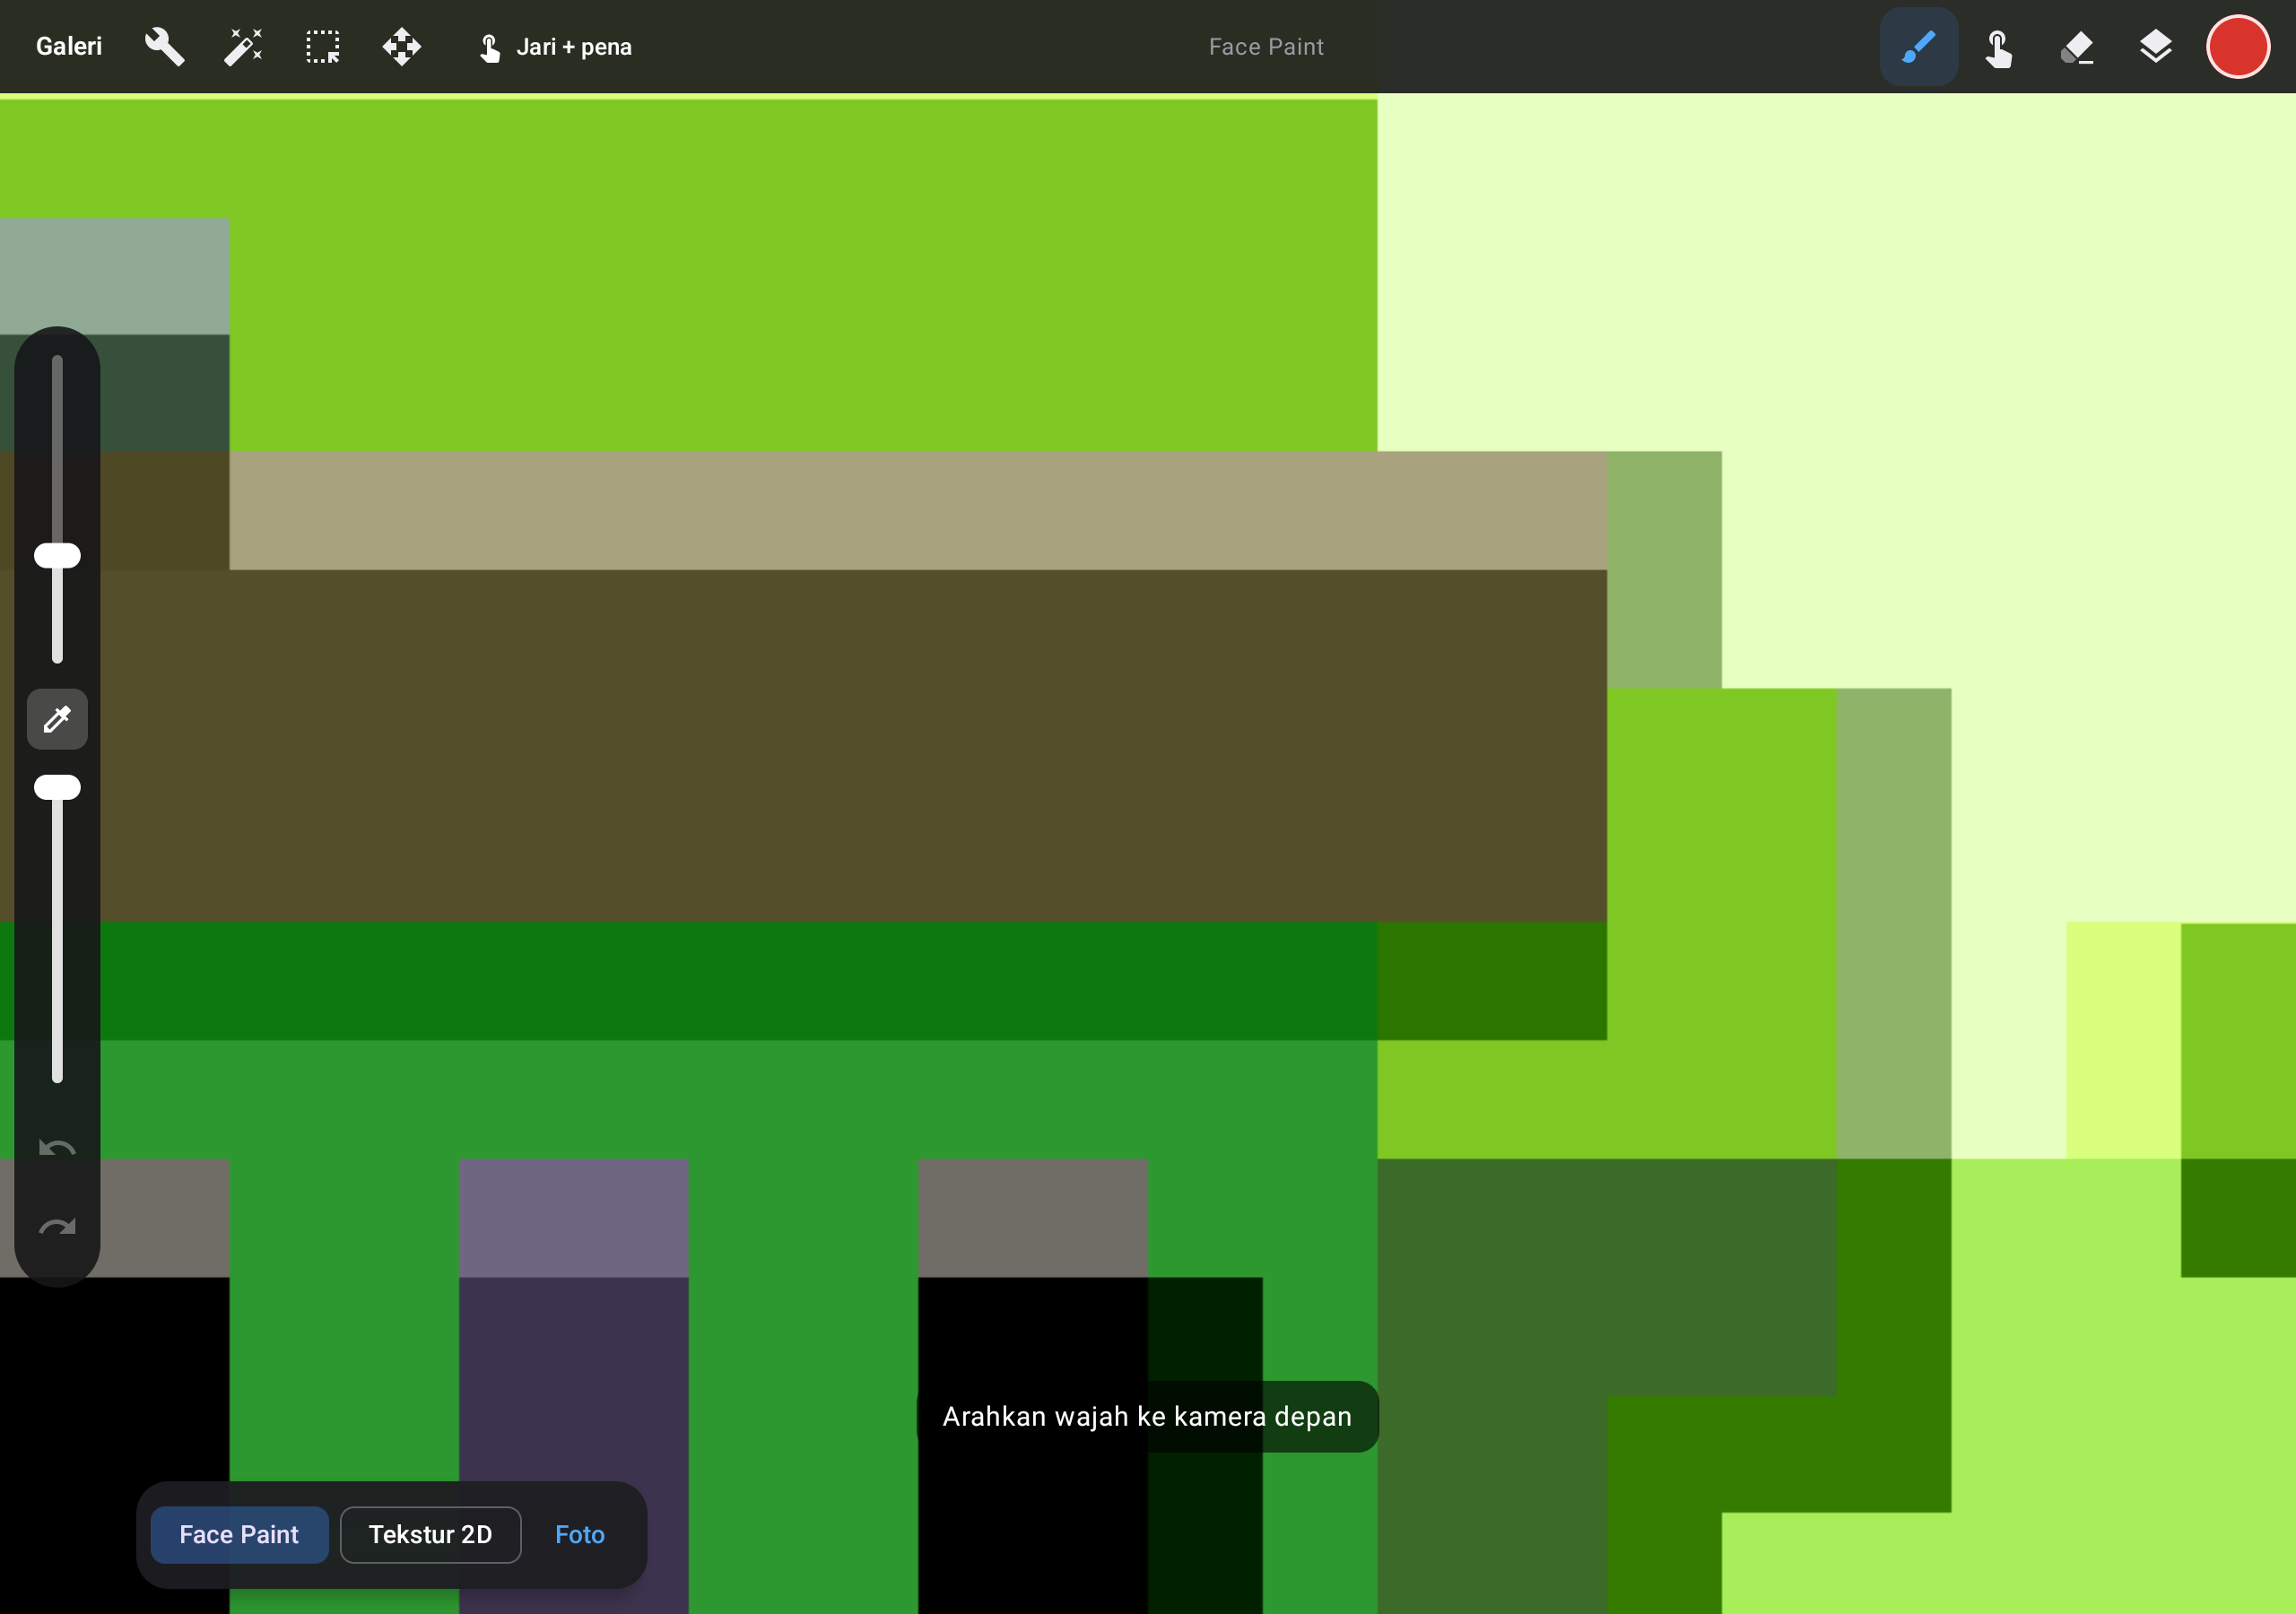 Galeri
Jari + pena
Face Paint
Arahkan wajah ke kamera depan
Face Paint
Tekstur 2D
Foto